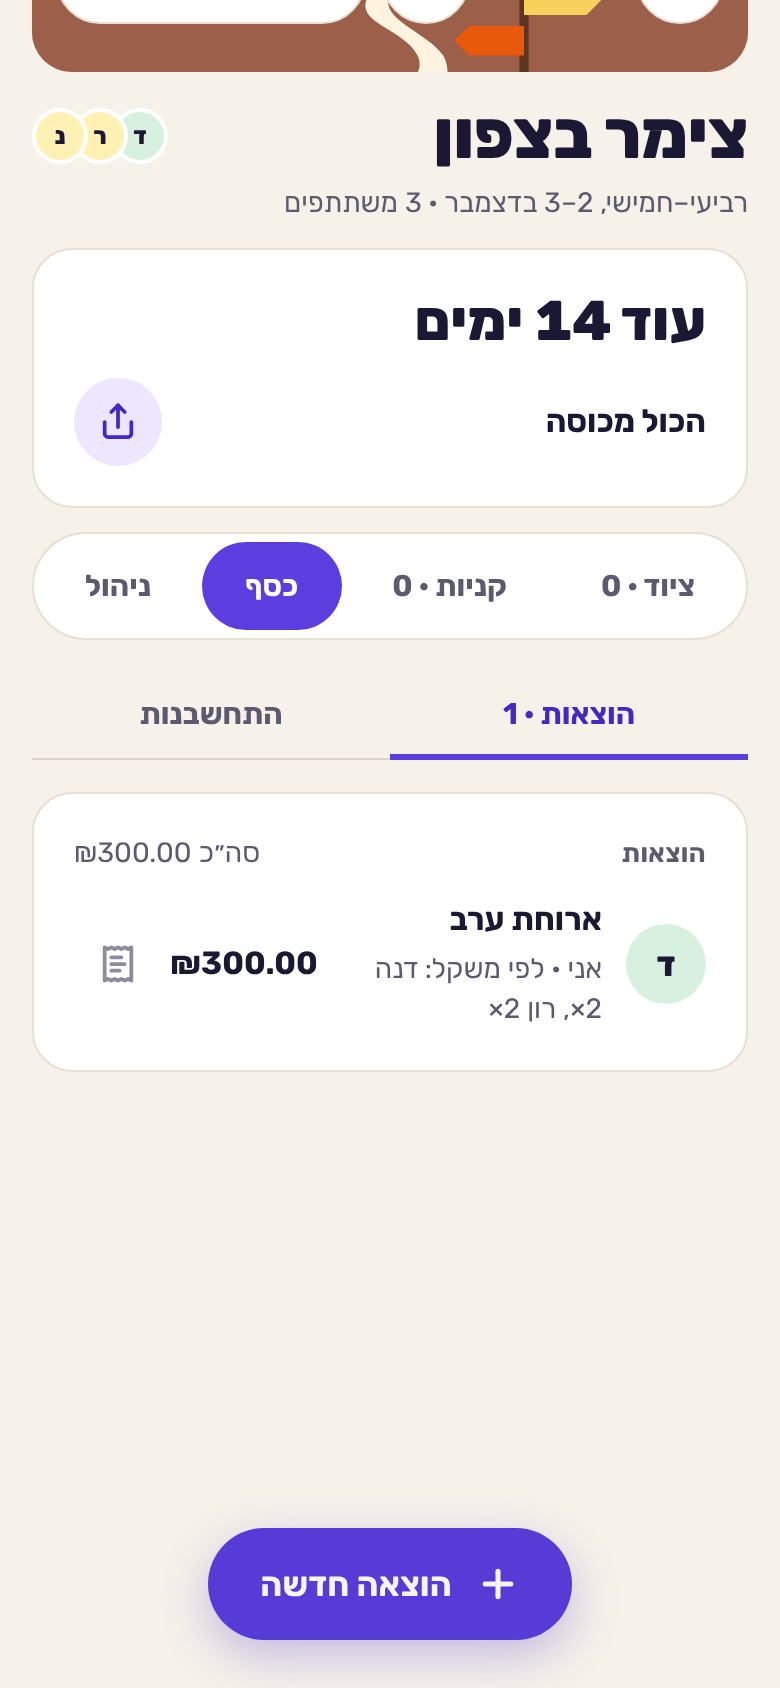 צימר בצפון
ד
ר
נ
רביעי–חמישי, 2–3 בדצמבר • 3 משתתפים
עוד 14 ימים
הכול מכוסה
ציוד • 0
קניות • 0
כסף
ניהול
הוצאות • 1
התחשבנות
הוצאות
סה״כ ₪300.00
ד
ארוחת ערב
אני • לפי משקל: דנה
×2, רון ×2
₪300.00
הוצאה חדשה